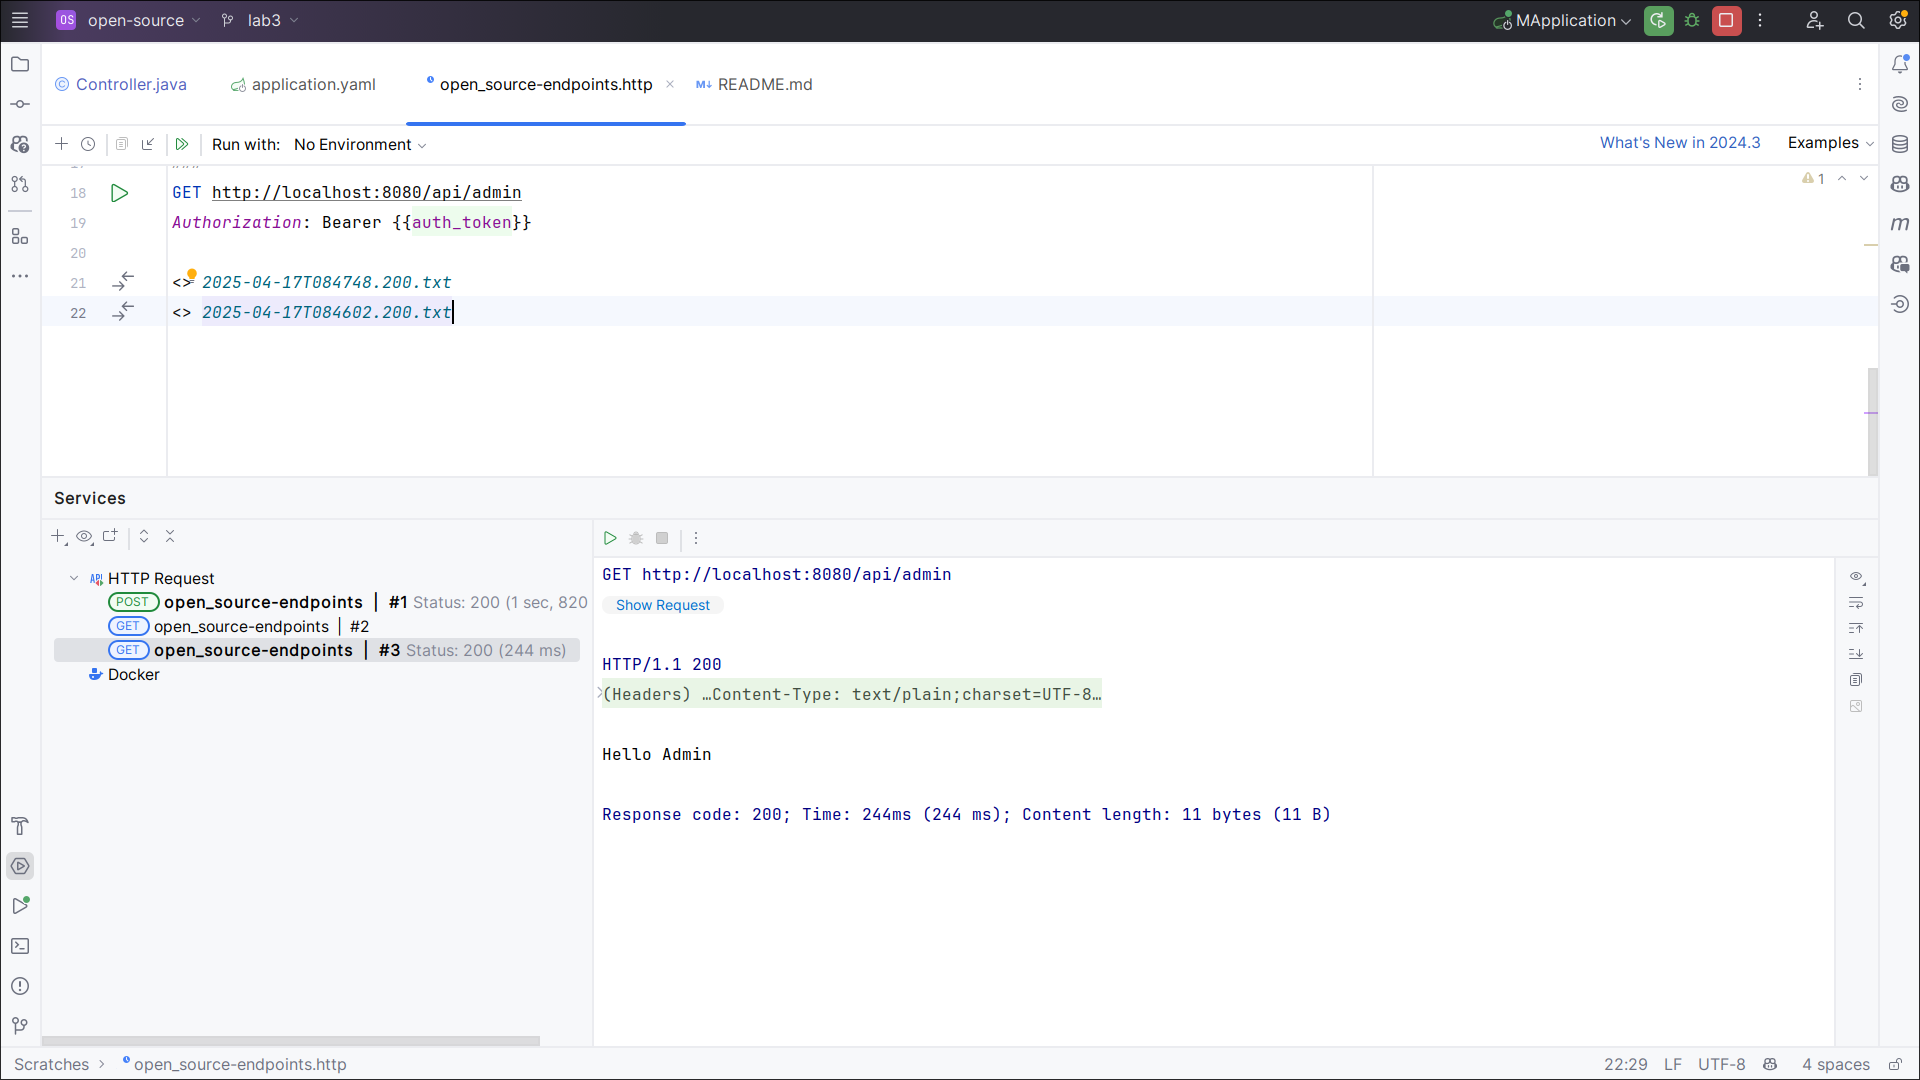 OS open-source lab3 MApplication
Controller.java application.yaml open_source-endpoints.http README.md
Run with: No Environment What's New in 2024.3 Examples
18 GET http://localhost:8080/api/admin 1
19 Authorization: Bearer {{auth_token}}
20
21 <> 2025-04-17T084748.200.txt
22 <> 2025-04-17T084602.200.txt
Services
HTTP Request
POST open_source-endpoints | #1 Status: 200 (1 sec, 820
GET open_source-endpoints | #2
GET open_source-endpoints | #3 Status: 200 (244 ms)
Docker
GET http://localhost:8080/api/admin
Show Request
HTTP/1.1 200
(Headers) …Content-Type: text/plain;charset=UTF-8…
Hello Admin
Response code: 200; Time: 244ms (244 ms); Content length: 11 bytes (11 B)
Scratches open_source-endpoints.http 22:29 LF UTF-8 4 spaces